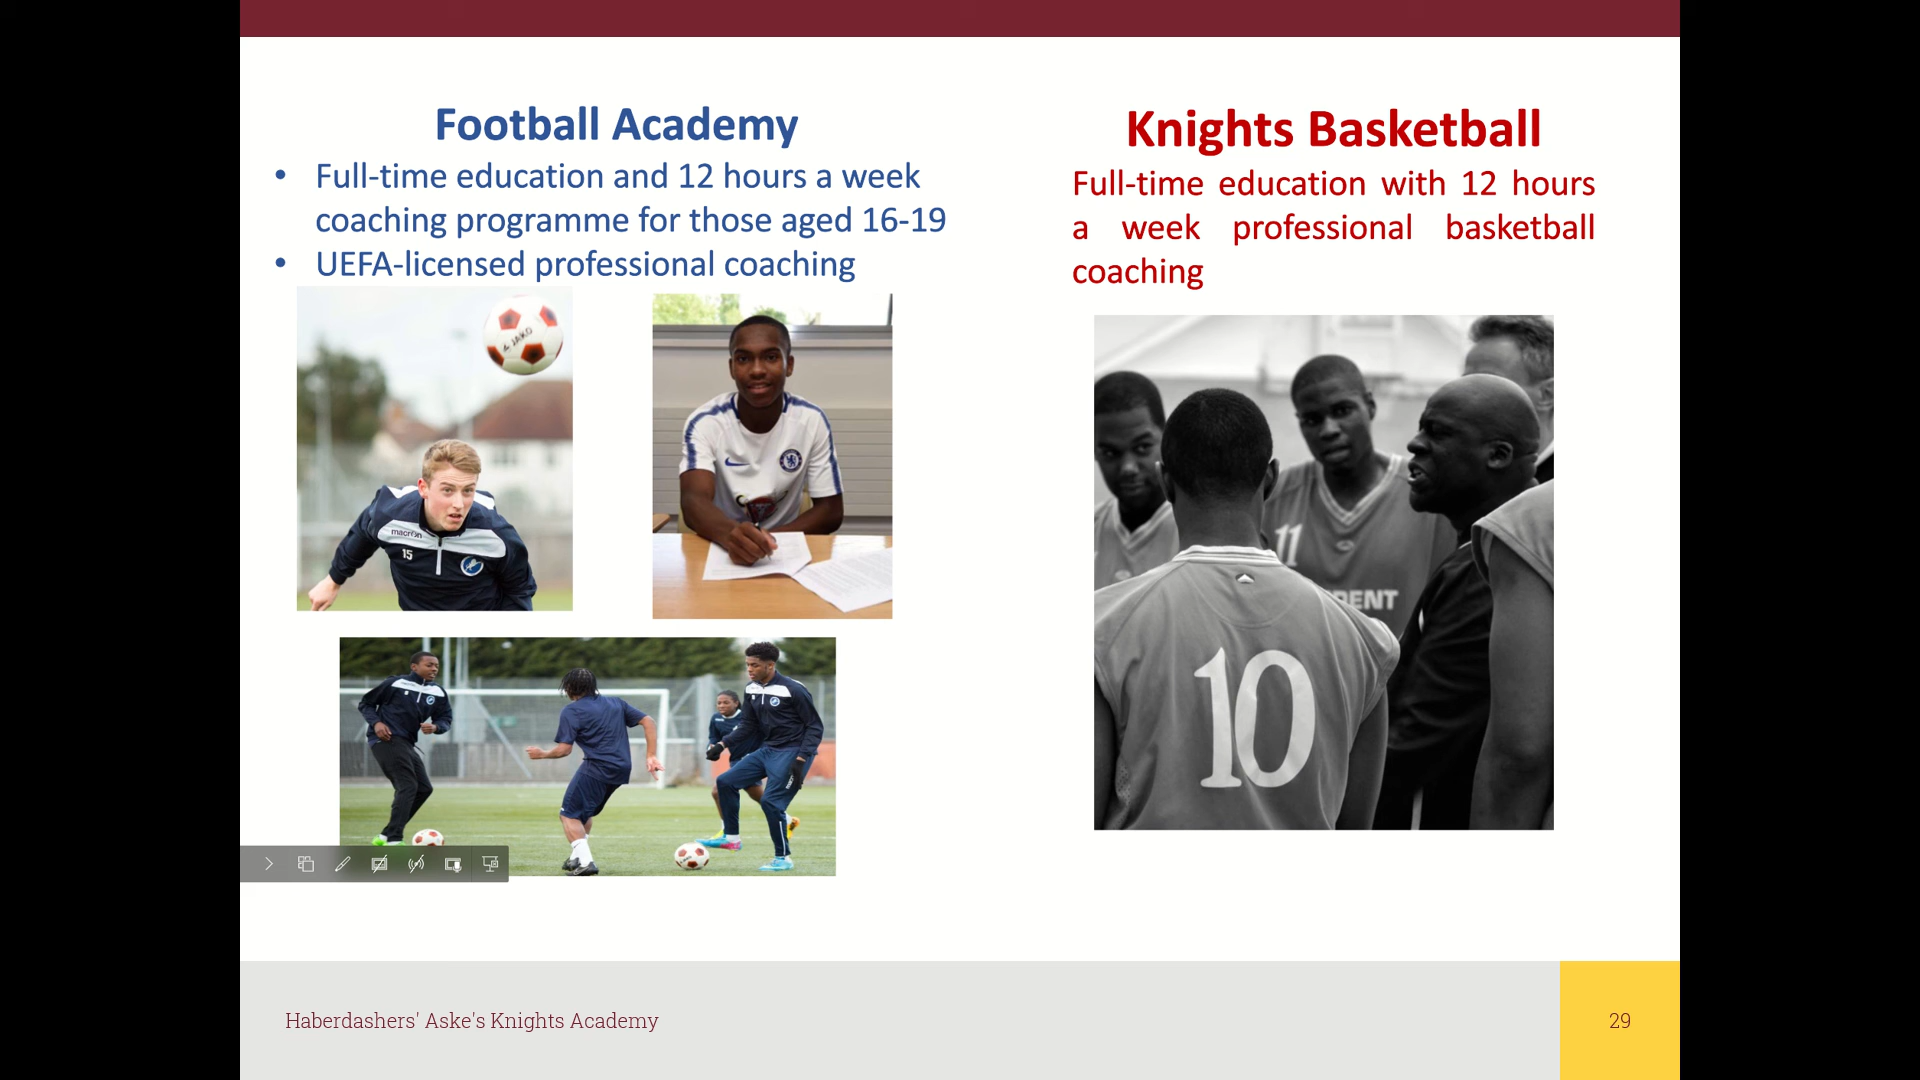 Football Academy
• Full-time education and 12 hours a week
coaching programme for those aged 16-19
• UEFA-licensed professional coaching
Knights Basketball
Full-time education with 12 hours
a week professional basketball
coaching
JAKO
macron
15
11
DENT
10
Haberdashers' Aske's Knights Academy
29